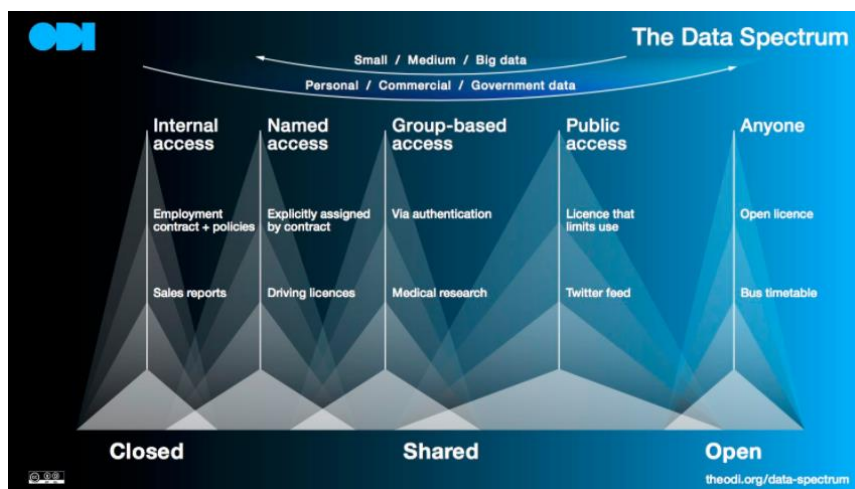 ODI
The Data Spectrum
Small / Medium / Big data
Personal / Commercial / Government data
Internal
access
Named
access
Group-based
access
Public
access
Anyone
Employment
contract + policies
Explicitly assigned
by contract
Via authentication
Licence that
limits use
Open licence
Sales reports
Driving licences
Medical research
Twitter feed
Bus timetable
Closed
Shared
Open
theodi.org/data-spectrum